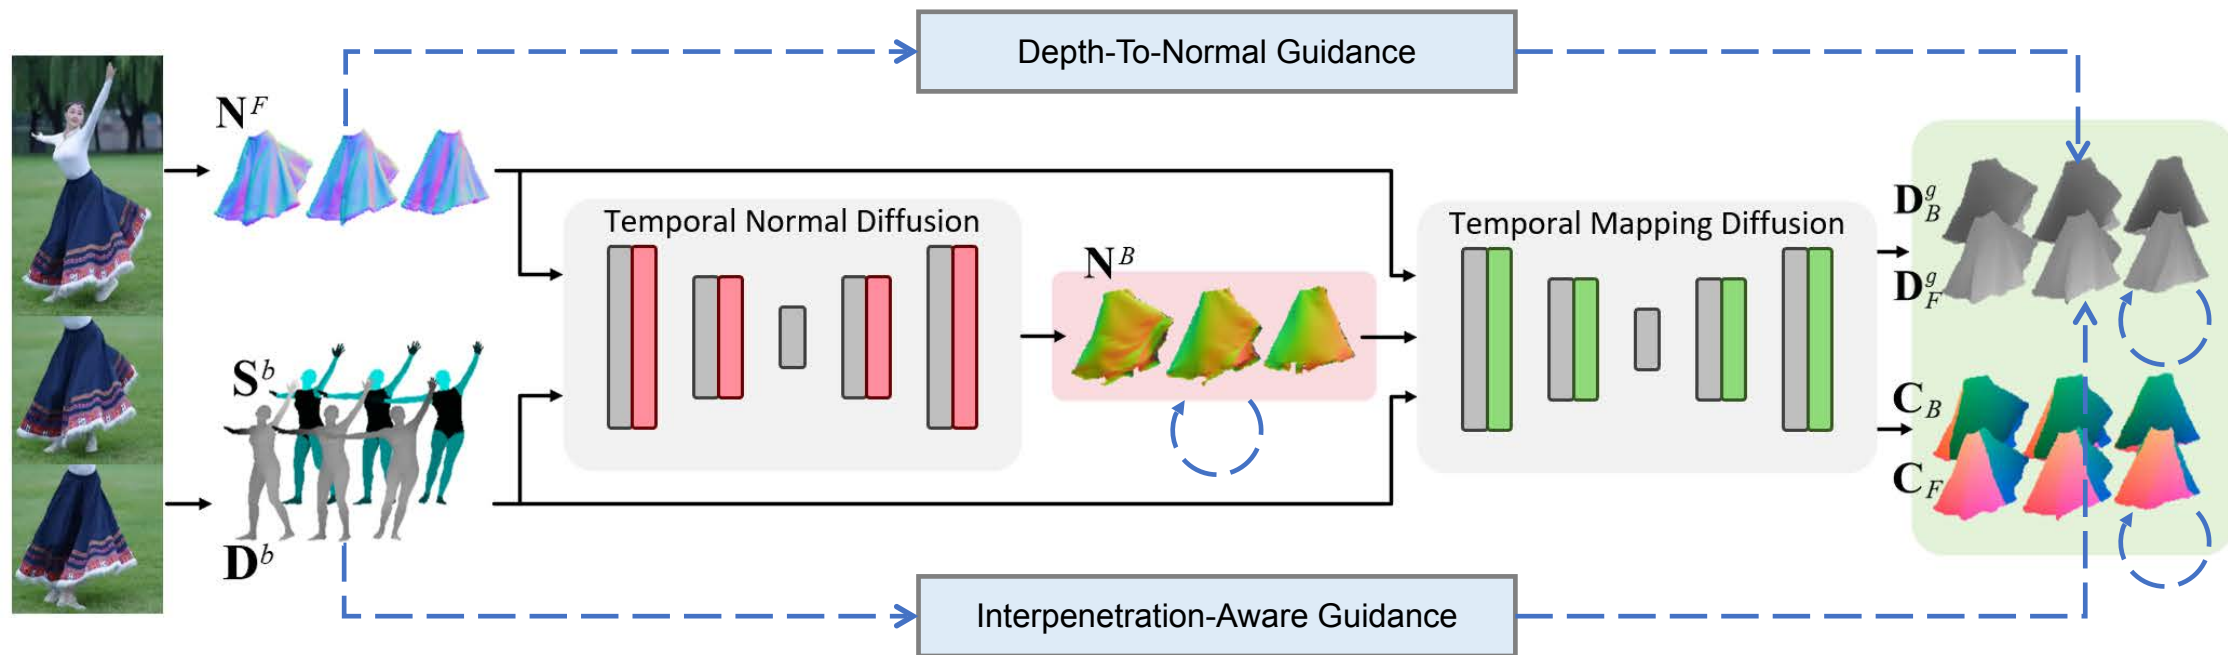 Depth-To-Normal Guidance
N^F
Temporal Normal Diffusion
Temporal Mapping Diffusion
D^g_B
N^B
D^g_F
S^b
C_B
C_F
D^b
Interpenetration-Aware Guidance